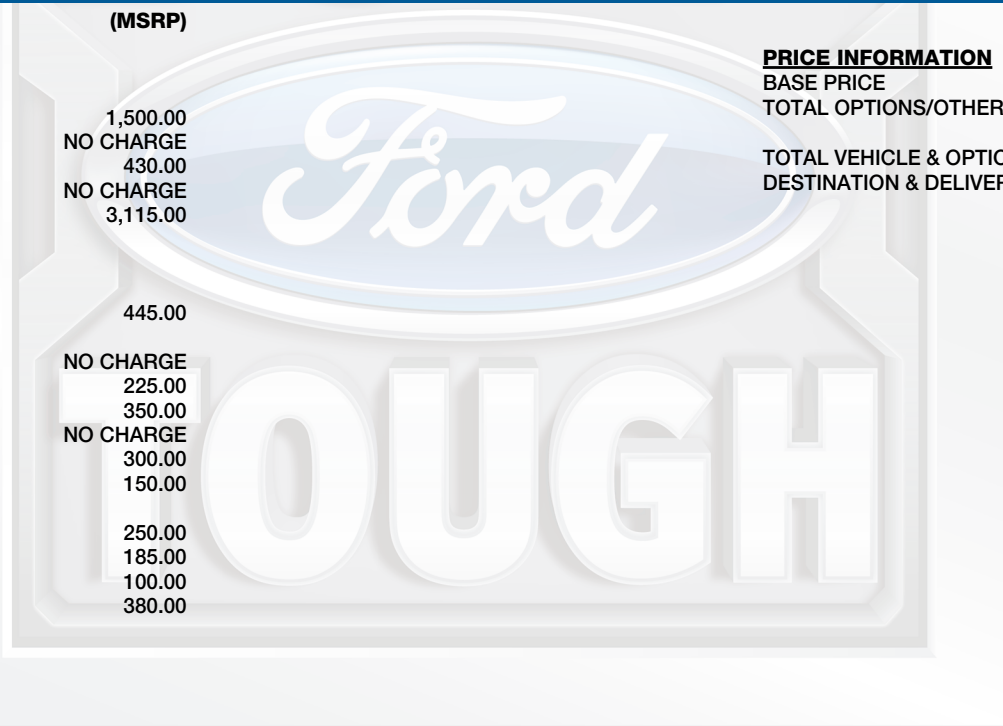 (MSRP)
1,500.00
NO CHARGE
430.00
NO CHARGE
3,115.00
445.00
NO CHARGE
225.00
350.00
NO CHARGE
300.00
150.00
250.00
185.00
100.00
380.00
PRICE INFORMATION
BASE PRICE
TOTAL OPTIONS/OTHER
TOTAL VEHICLE & OPTIO
DESTINATION & DELIVER
Ford
TOUGH